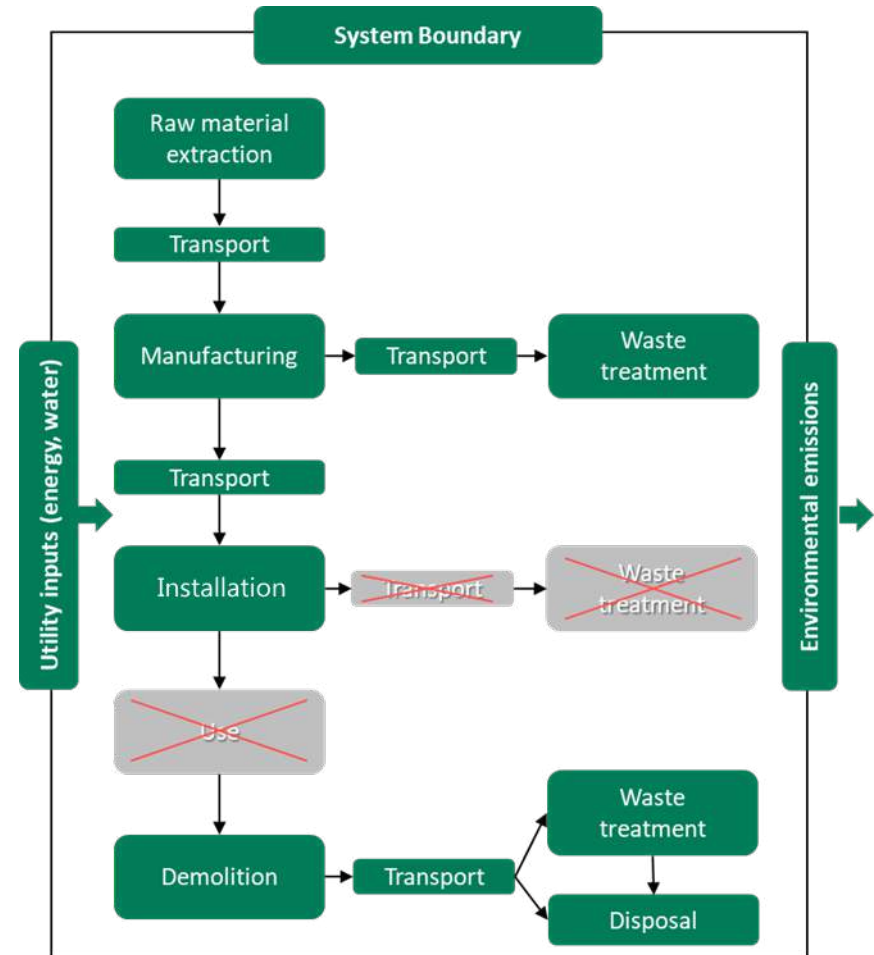 System Boundary
Raw material
extraction
Transport
Manufacturing
Transport
Waste
treatment
Utility inputs (energy, water)
Environmental emissions
Transport
Installation
Transport
Waste
treatment
Use
Demolition
Transport
Waste
treatment
Disposal